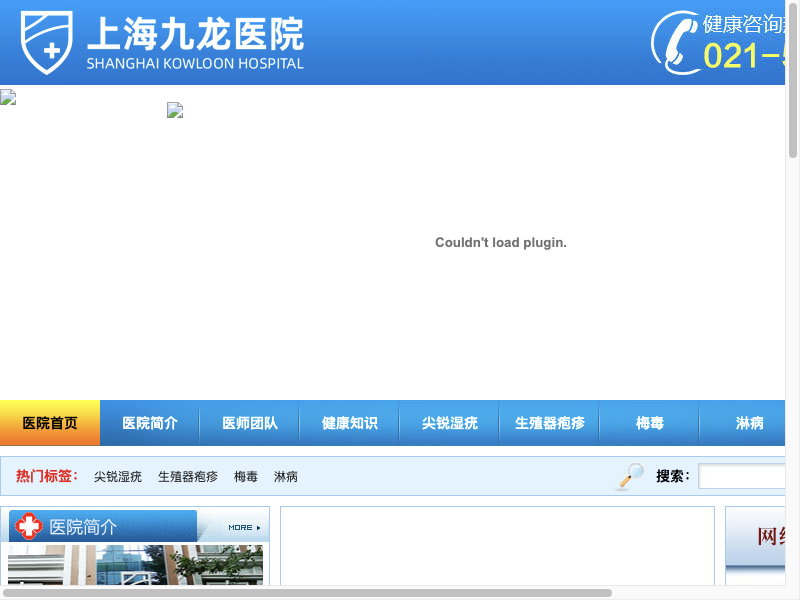 上海九龙医院
SHANGHAI KOWLOON HOSPITAL
健康咨询
021-
Couldn't load plugin.
医院首页 医院简介 医师团队 健康知识 尖锐湿疣 生殖器疱疹 梅毒 淋病
热门标签： 尖锐湿疣 生殖器疱疹 梅毒 淋病 搜索：
医院简介 MORE
网